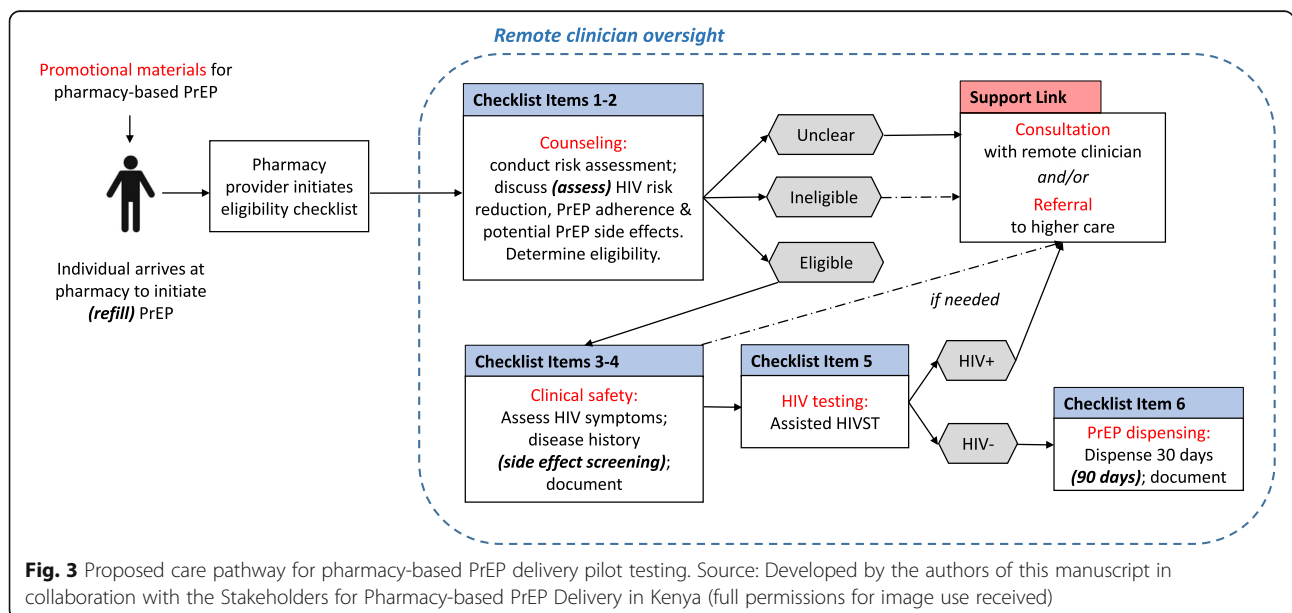 Remote clinician oversight
Promotional materials for
pharmacy-based PrEP
Individual arrives at
pharmacy to initiate
(refill) PrEP
Pharmacy
provider initiates
eligibility checklist
Checklist Items 1-2
Counseling:
conduct risk assessment;
discuss (assess) HIV risk
reduction, PrEP adherence &
potential PrEP side effects.
Determine eligibility.
Unclear
Ineligible
Eligible
Support Link
Consultation
with remote clinician
and/or
Referral
to higher care
if needed
Checklist Items 3-4
Clinical safety:
Assess HIV symptoms;
disease history
(side effect screening);
document
Checklist Item 5
HIV testing:
Assisted HIVST
HIV+
HIV-
Checklist Item 6
PrEP dispensing:
Dispense 30 days
(90 days); document
Fig. 3 Proposed care pathway for pharmacy-based PrEP delivery pilot testing. Source: Developed by the authors of this manuscript in
collaboration with the Stakeholders for Pharmacy-based PrEP Delivery in Kenya (full permissions for image use received)